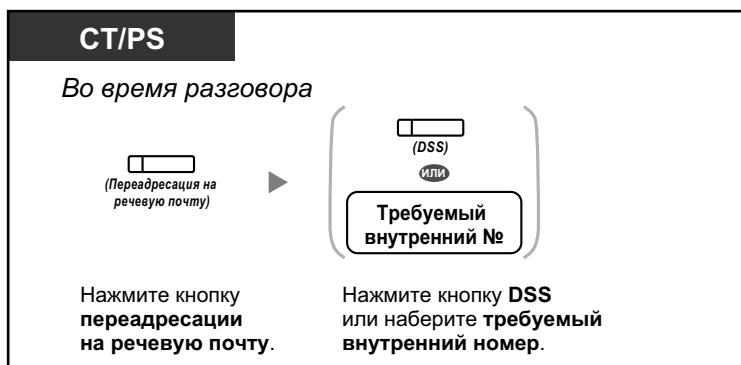 CT/PS
Во время разговора
(Переадресация на
речевую почту)
(DSS)
ИЛИ
Требуемый
внутренний №
Нажмите кнопку
переадресации
на речевую почту.
Нажмите кнопку DSS
или наберите требуемый
внутренний номер.